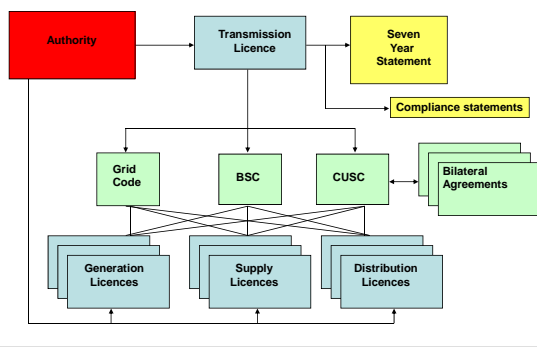 Authority
Transmission
Licence
Seven
Year
Statement
Compliance statements
Grid
Code
BSC
CUSC
Bilateral
Agreements
Generation
Licences
Supply
Licences
Distribution
Licences